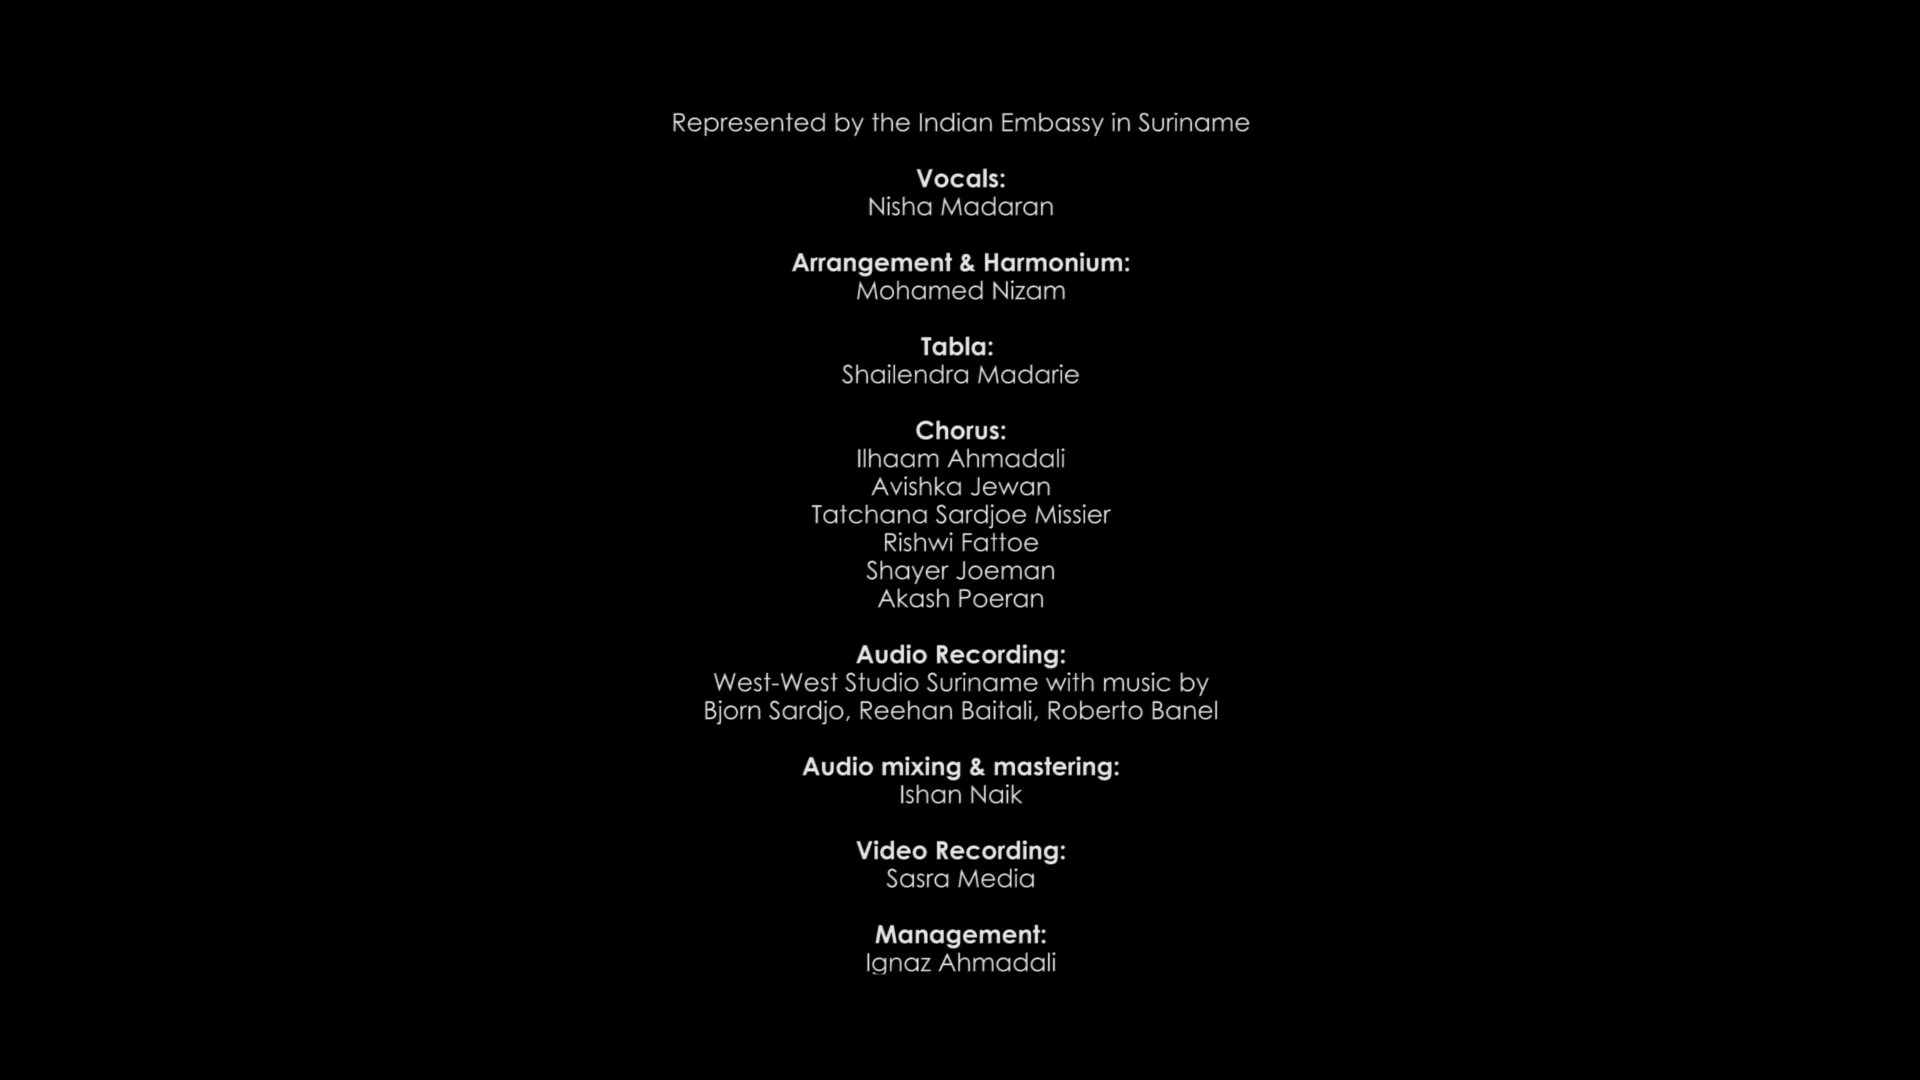 Represented by the Indian Embassy in Suriname
Vocals:
Nisha Madaran
Arrangement & Harmonium:
Mohamed Nizam
Tabla:
Shailendra Madarie
Chorus:
Ilhaam Ahmadali
Avishka Jewan
Tatchana Sardjoe Missier
Rishwi Fattoe
Shayer Joeman
Akash Poeran
Audio Recording:
West-West Studio Suriname with music by
Bjorn Sardjo, Reehan Baitali, Roberto Banel
Audio mixing & mastering:
Ishan Naik
Video Recording:
Sasra Media
Management:
Ignaz Ahmadali